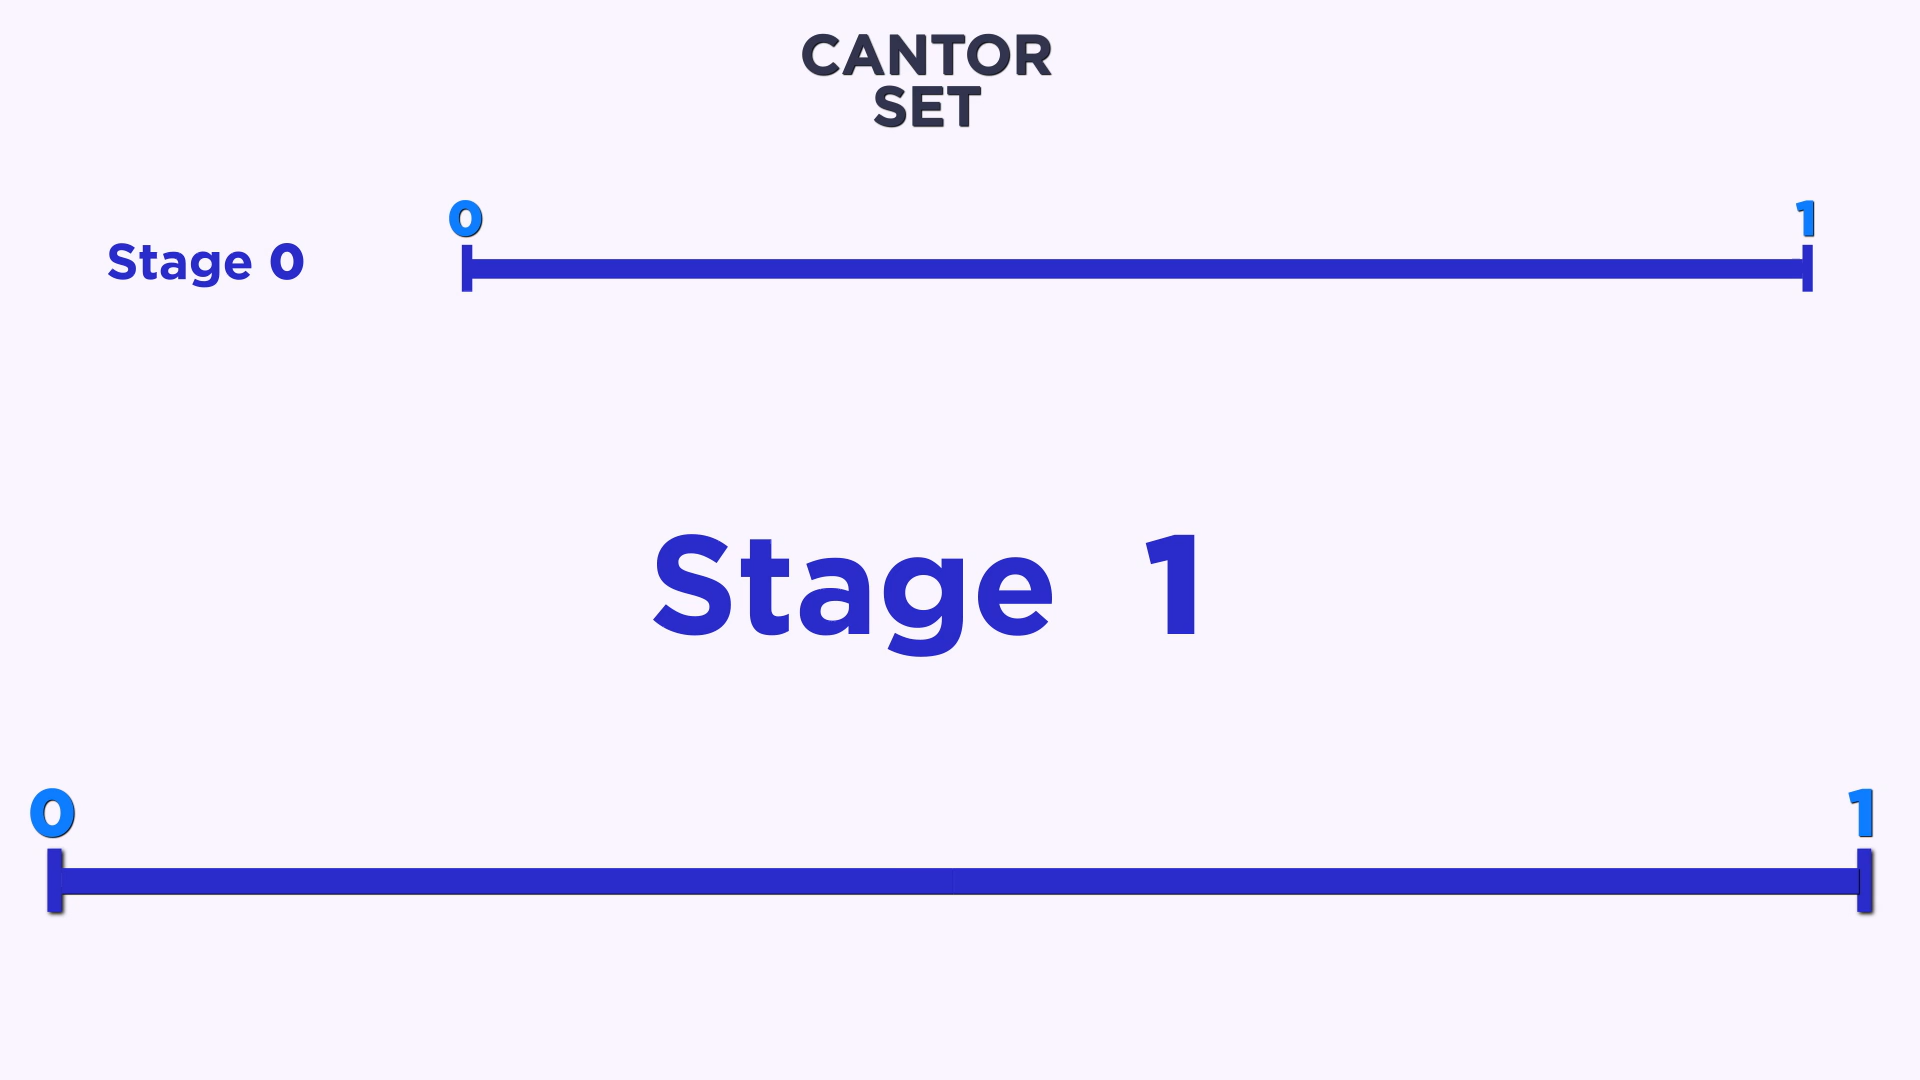 CANTOR
SET
0 1
Stage 0
Stage 1
0 1